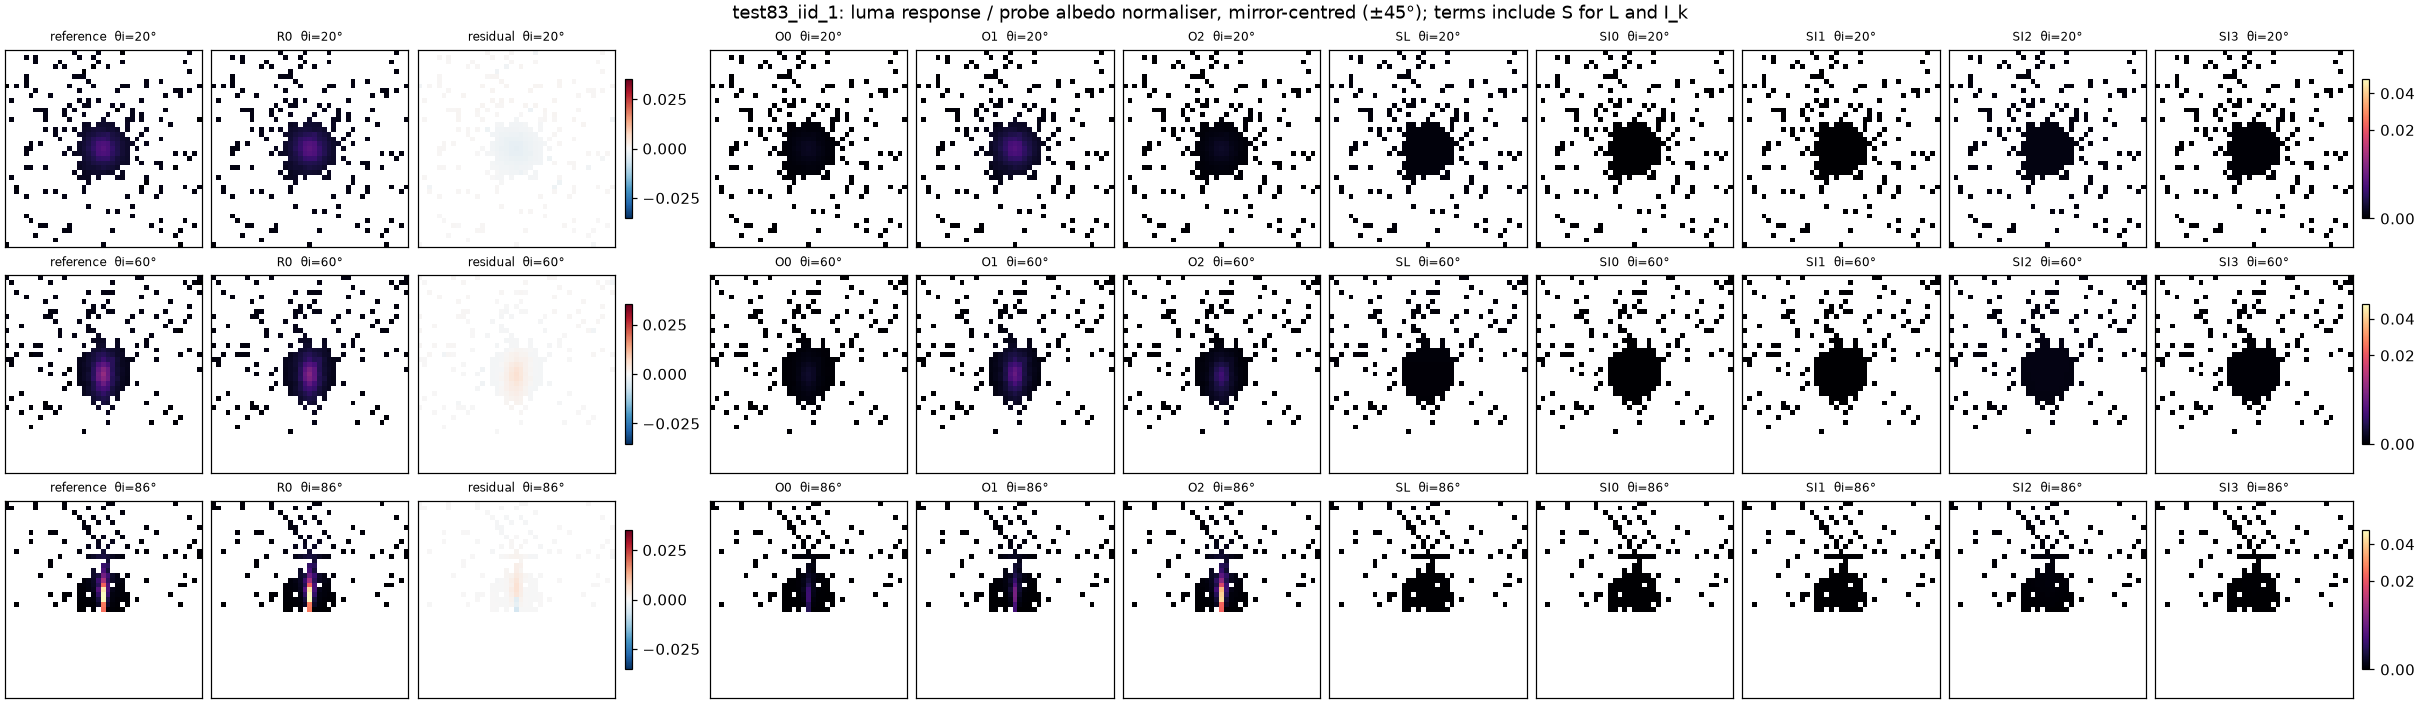 test83_iid_1: luma response / probe albedo normaliser, mirror-centred (±45°); terms include S for L and I_k
reference θi=20°
R0 θi=20°
residual θi=20°
O0 θi=20°
O1 θi=20°
O2 θi=20°
SL θi=20°
SI0 θi=20°
SI1 θi=20°
SI2 θi=20°
SI3 θi=20°
0.025
0.000
−0.025
0.04
0.02
0.00
reference θi=60°
R0 θi=60°
residual θi=60°
O0 θi=60°
O1 θi=60°
O2 θi=60°
SL θi=60°
SI0 θi=60°
SI1 θi=60°
SI2 θi=60°
SI3 θi=60°
0.025
0.000
−0.025
0.04
0.02
0.00
reference θi=86°
R0 θi=86°
residual θi=86°
O0 θi=86°
O1 θi=86°
O2 θi=86°
SL θi=86°
SI0 θi=86°
SI1 θi=86°
SI2 θi=86°
SI3 θi=86°
0.025
0.000
−0.025
0.04
0.02
0.00